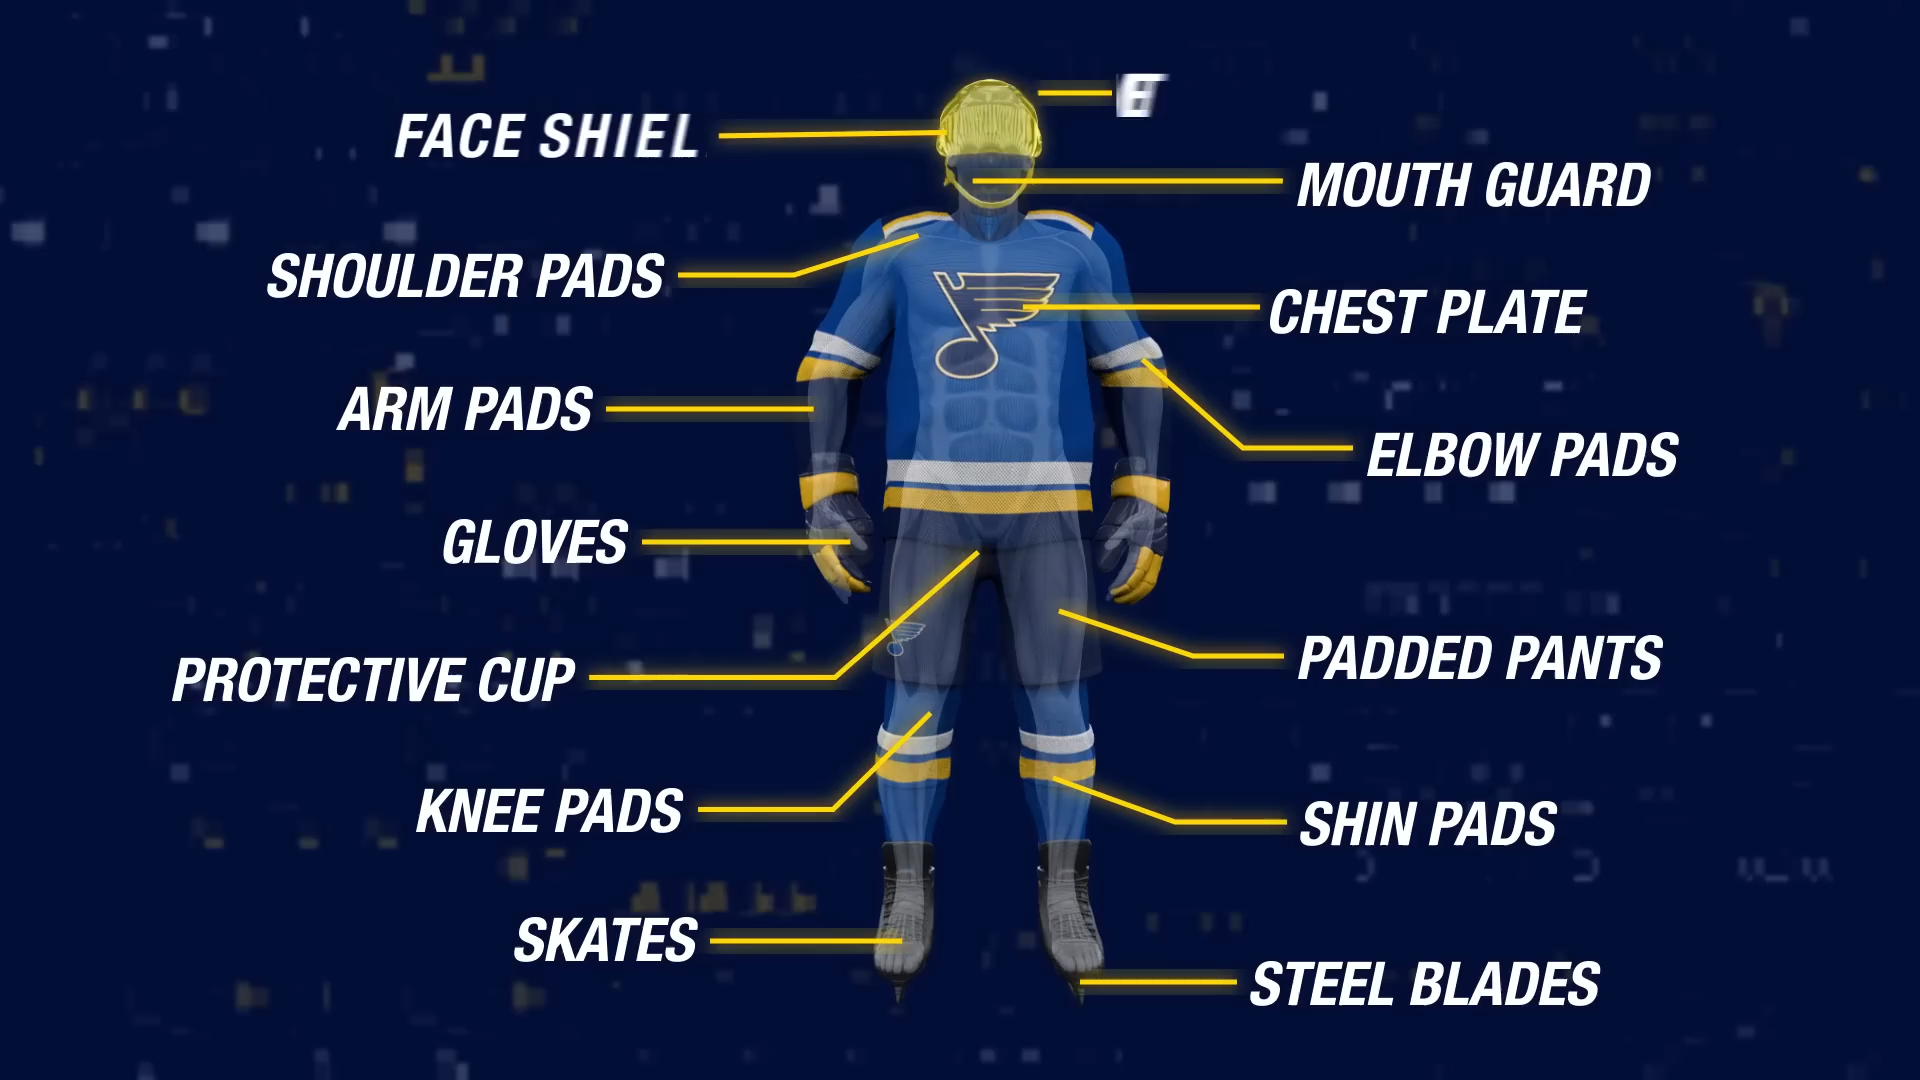 FACE SHIEL
MOUTH GUARD
SHOULDER PADS
CHEST PLATE
ARM PADS
ELBOW PADS
GLOVES
PROTECTIVE CUP
PADDED PANTS
KNEE PADS
SHIN PADS
SKATES
STEEL BLADES